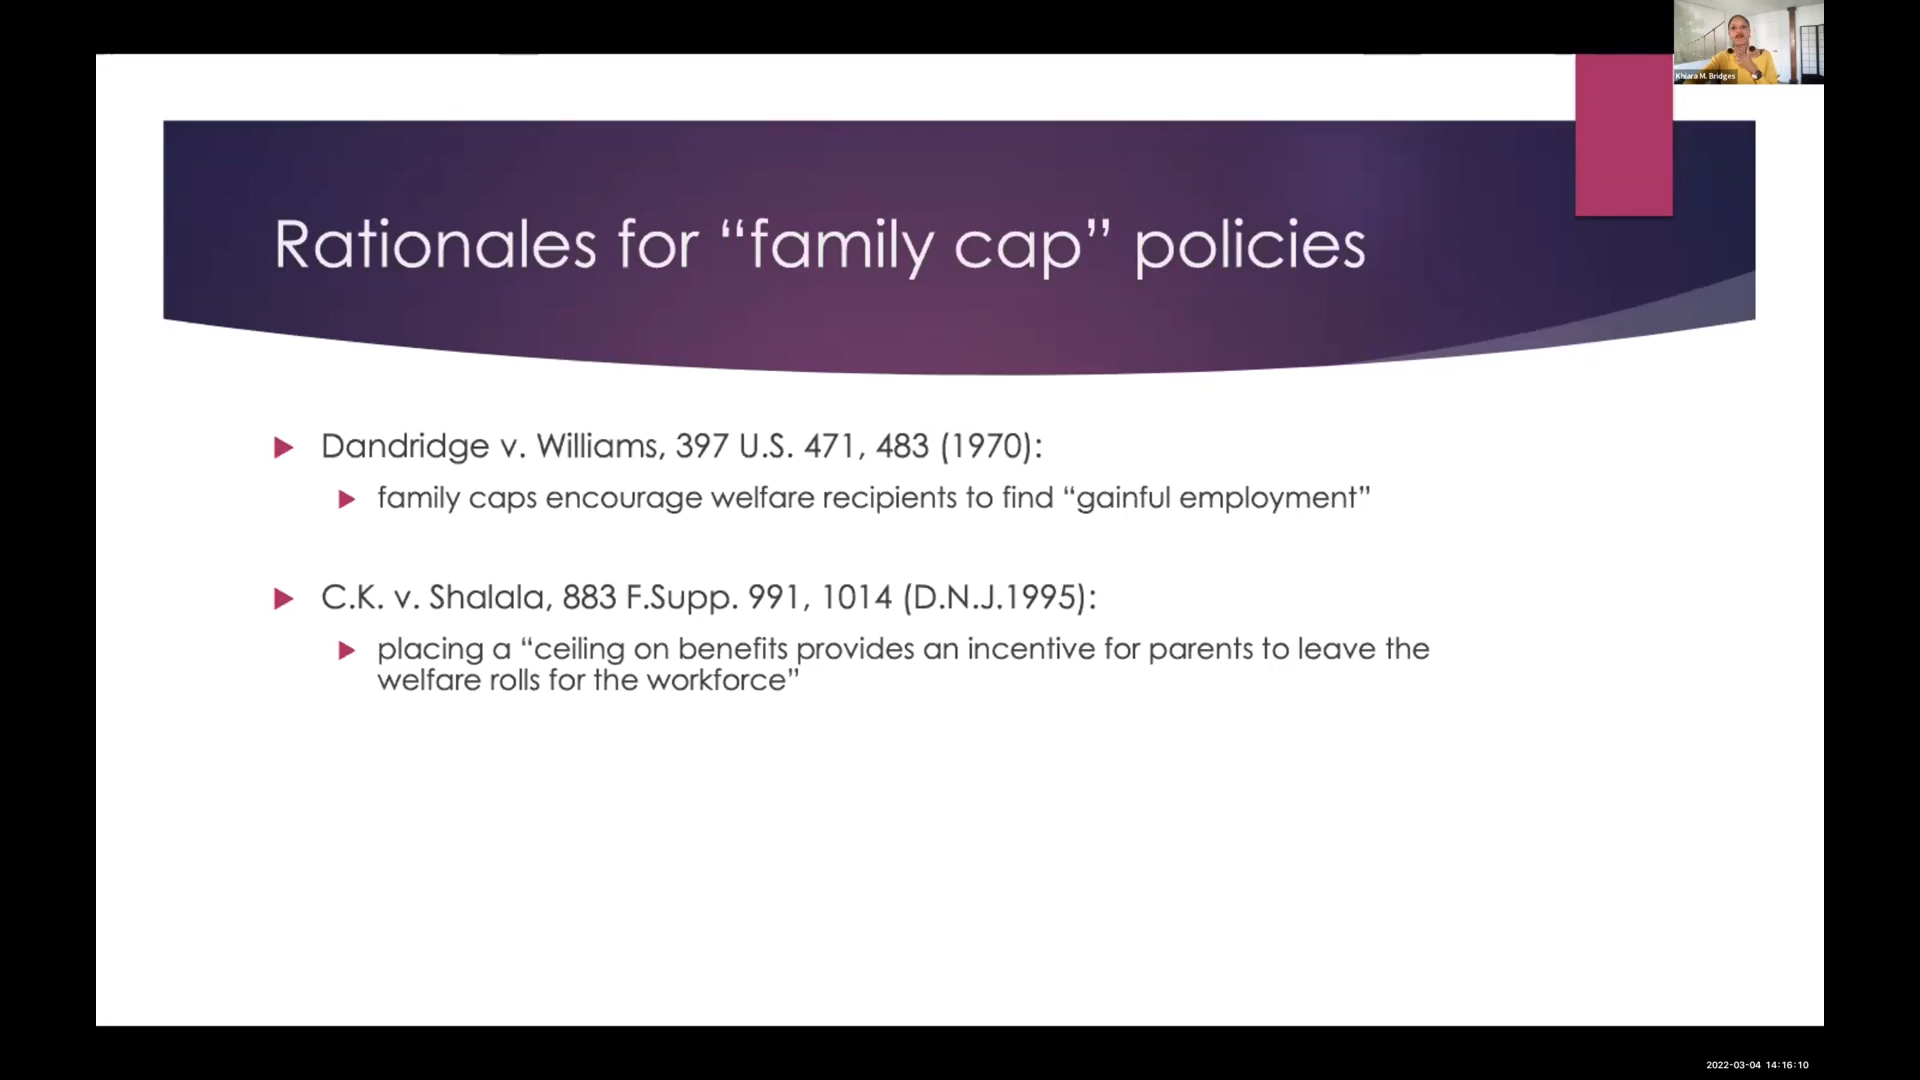 Khiara M. Bridges
Rationales for “family cap” policies
Dandridge v. Williams, 397 U.S. 471, 483 (1970):
family caps encourage welfare recipients to find “gainful employment”
C.K. v. Shalala, 883 F.Supp. 991, 1014 (D.N.J.1995):
placing a “ceiling on benefits provides an incentive for parents to leave the
welfare rolls for the workforce”
2022-03-04 14:16:10